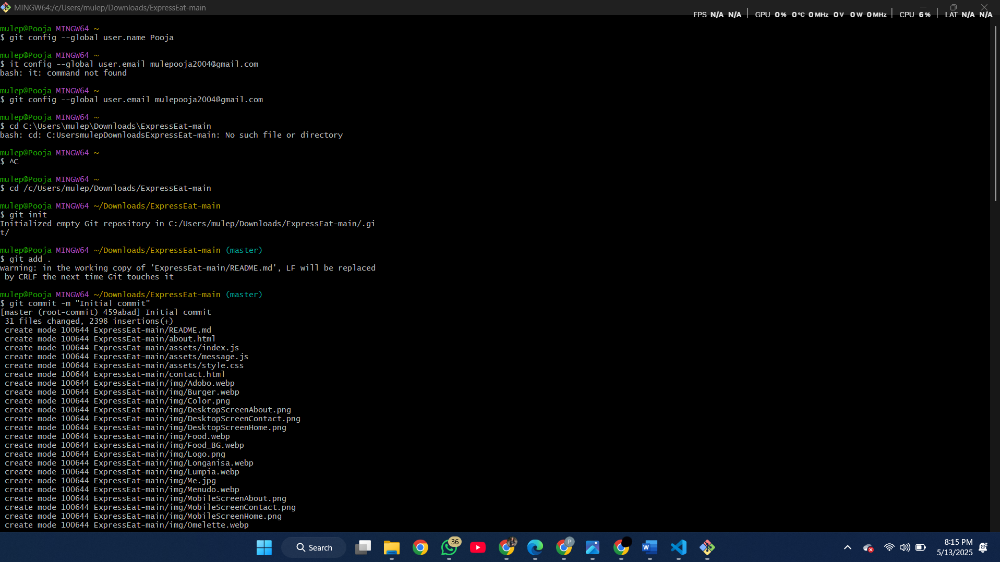 MINGW64:/c/Users/mulep/Downloads/ExpressEat-main
FPS N/A N/A | GPU 0% 0°C 0 MHz 0 V 0 W 0 MHz | CPU 6% | LAT N/A N/A
mulep@Pooja MINGW64 ~
$ git config --global user.name Pooja
mulep@Pooja MINGW64 ~
$ it config --global user.email mulepooja2004@gmail.com
bash: it: command not found
mulep@Pooja MINGW64 ~
$ git config --global user.email mulepooja2004@gmail.com
mulep@Pooja MINGW64 ~
$ cd C:\Users\mulep\Downloads\ExpressEat-main
bash: cd: C:UsersmulepDownloadsExpressEat-main: No such file or directory
mulep@Pooja MINGW64 ~
$ ^C
mulep@Pooja MINGW64 ~
$ cd /c/Users/mulep/Downloads/ExpressEat-main
mulep@Pooja MINGW64 ~/Downloads/ExpressEat-main
$ git init
Initialized empty Git repository in C:/Users/mulep/Downloads/ExpressEat-main/.gi
t/
mulep@Pooja MINGW64 ~/Downloads/ExpressEat-main (master)
$ git add .
warning: in the working copy of 'ExpressEat-main/README.md', LF will be replaced
by CRLF the next time Git touches it
mulep@Pooja MINGW64 ~/Downloads/ExpressEat-main (master)
$ git commit -m "Initial commit"
[master (root-commit) 459abad] Initial commit
31 files changed, 2398 insertions(+)
create mode 100644 ExpressEat-main/README.md
create mode 100644 ExpressEat-main/about.html
create mode 100644 ExpressEat-main/assets/index.js
create mode 100644 ExpressEat-main/assets/message.js
create mode 100644 ExpressEat-main/assets/style.css
create mode 100644 ExpressEat-main/contact.html
create mode 100644 ExpressEat-main/img/Adobo.webp
create mode 100644 ExpressEat-main/img/Burger.webp
create mode 100644 ExpressEat-main/img/Color.png
create mode 100644 ExpressEat-main/img/DesktopScreenAbout.png
create mode 100644 ExpressEat-main/img/DesktopScreenContact.png
create mode 100644 ExpressEat-main/img/DesktopScreenHome.png
create mode 100644 ExpressEat-main/img/Food.webp
create mode 100644 ExpressEat-main/img/Food_BG.webp
create mode 100644 ExpressEat-main/img/Logo.png
create mode 100644 ExpressEat-main/img/Longanisa.webp
create mode 100644 ExpressEat-main/img/Lumpia.webp
create mode 100644 ExpressEat-main/img/Me.jpg
create mode 100644 ExpressEat-main/img/Menudo.webp
create mode 100644 ExpressEat-main/img/MobileScreenAbout.png
create mode 100644 ExpressEat-main/img/MobileScreenContact.png
create mode 100644 ExpressEat-main/img/MobileScreenHome.png
create mode 100644 ExpressEat-main/img/Omelette.webp
Search
36
P
W
8:15 PM
5/13/2025